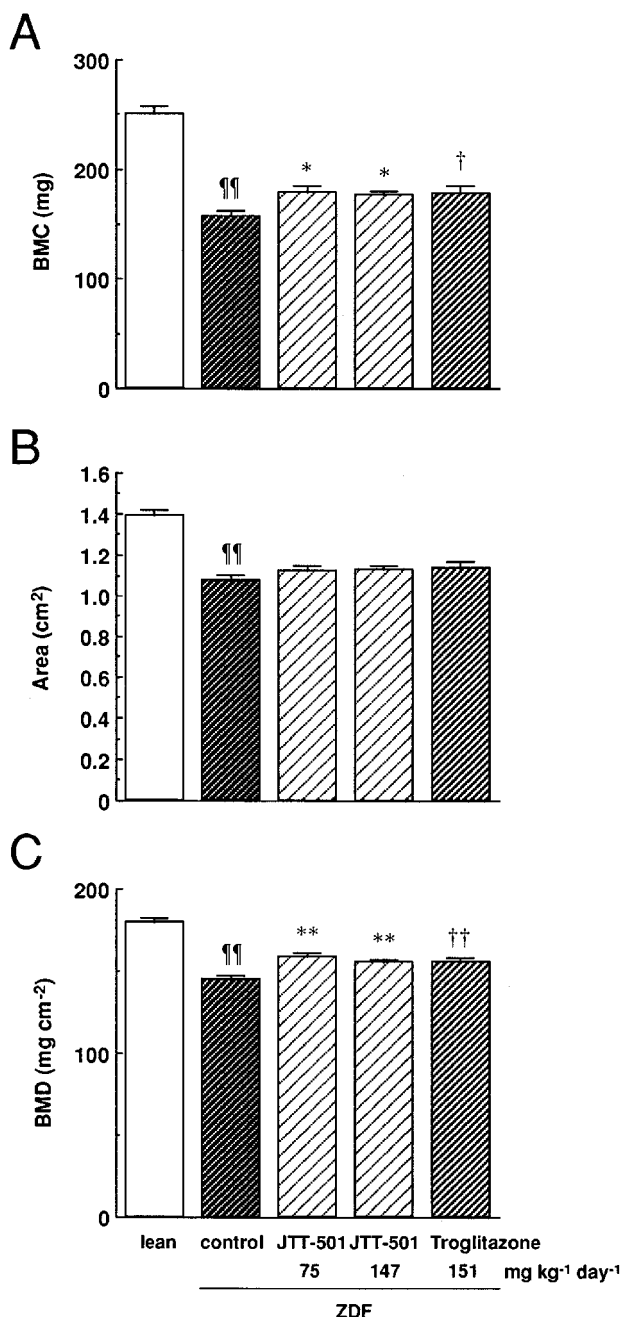 A
300
200
100
0
BMC (mg)
¶¶
*
*
†
B
1.6
1.4
1.2
1.0
0.8
0.6
0.4
0.2
0
Area (cm²)
¶¶
C
200
100
0
BMD (mg cm⁻²)
¶¶
**
**
††
lean control JTT-501 JTT-501 Troglitazone
75 147 151 mg kg⁻¹ day⁻¹
ZDF